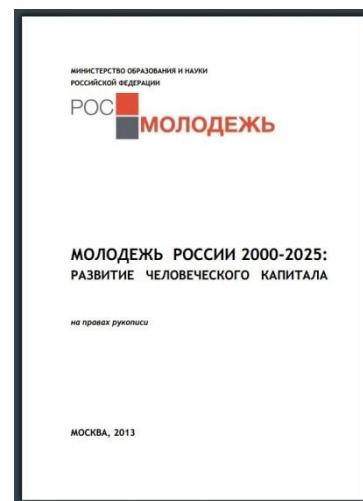 МИНИСТЕРСТВО ОБРАЗОВАНИЯ И НАУКИ
РОССИЙСКОЙ ФЕДЕРАЦИИ
РОС
МОЛОДЕЖЬ
МОЛОДЕЖЬ РОССИИ 2000-2025:
РАЗВИТИЕ ЧЕЛОВЕЧЕСКОГО КАПИТАЛА
на правах рукописи
МОСКВА, 2013